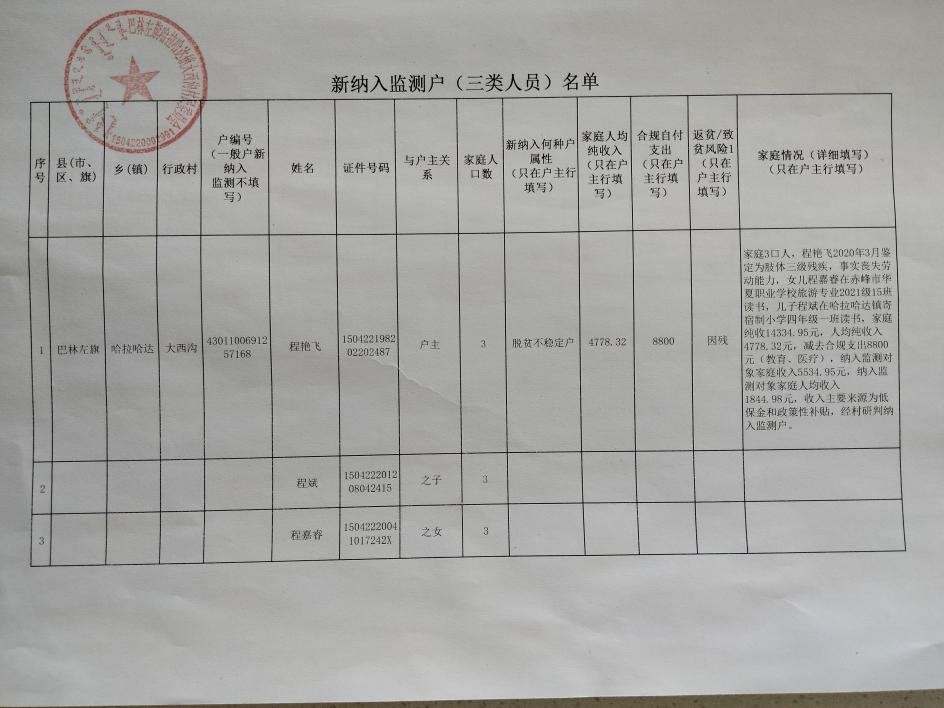 新纳入监测户（三类人员）名单
序
号
县(市、
区、旗)
乡(镇)
行政村
户编号
（一般户新
纳入
监测不填
写）
姓名
证件号码
与户主关
系
家庭人
口数
新纳入何种户
属性
（只在户主行
填写）
家庭人均
纯收入
（只在户
主行填
写）
合规自付
支出
（只在户
主行填
写）
返贫/致
贫风险1
（只在
户主行
填写）
家庭情况（详细填写）
（只在户主行填写）
1
巴林左旗
哈拉哈达
大西沟
43011006912
57168
程艳飞
1504221982
02202487
户主
3
脱贫不稳定户
4778.32
8800
因残
家庭3口人，程艳飞2020年3月鉴
定为肢体三级残疾，事实丧失劳
动能力，女儿程嘉睿在赤峰市华
夏职业学校旅游专业2021级15班
读书，儿子程斌在哈拉哈达镇寄
宿制小学四年级一班读书，家庭
纯收14334.95元，人均纯收入
4778.32元，减去合规支出8800
元（教育、医疗），纳入监测对
象家庭收入5534.95元，纳入监
测对象家庭人均收入
1844.98元，收入主要来源为低
保金和政策性补贴，经村研判纳
入监测户。
2
程斌
1504222012
08042415
之子
3
3
程嘉睿
1504222004
1017242X
之女
3